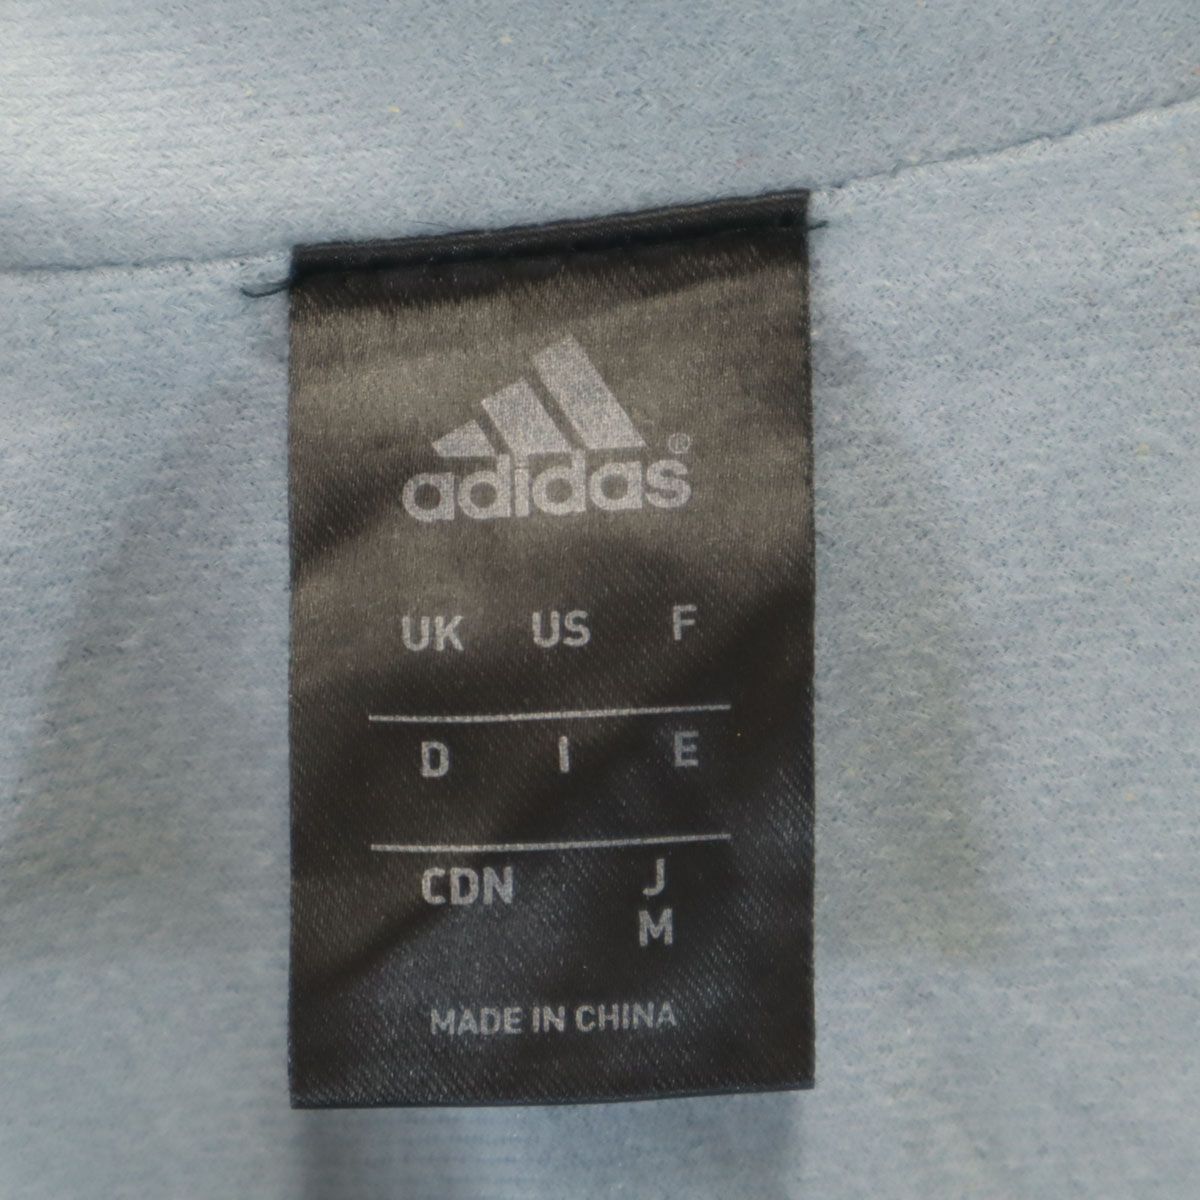 adidas®
UK US F
D I E
CDN J
M
MADE IN CHINA